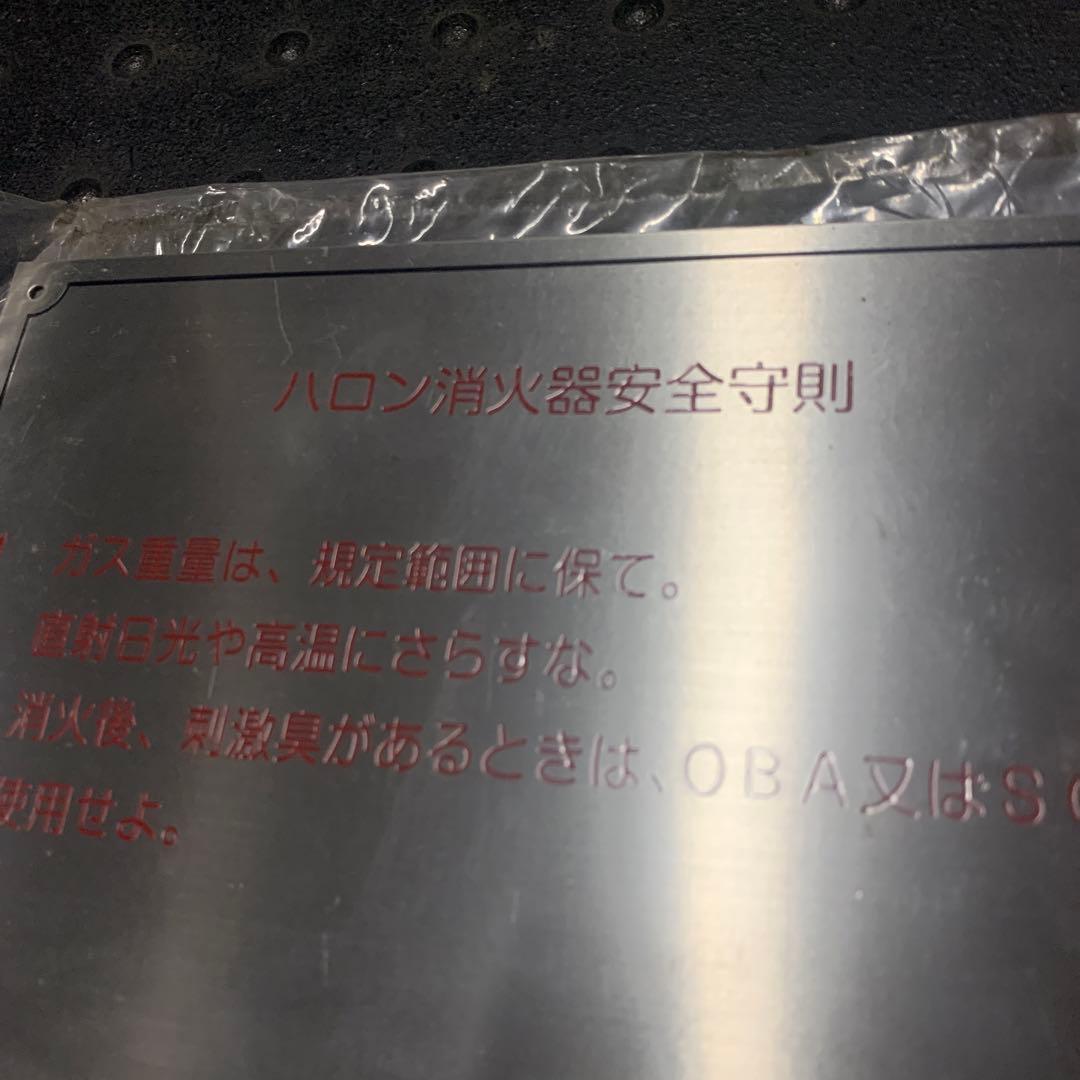 ハロン消火器安全守則
ガス重量は、規定範囲に保て。
直射日光や高温にさらすな。
消火後、刺激臭があるときは、OBA又はS
使用せよ。